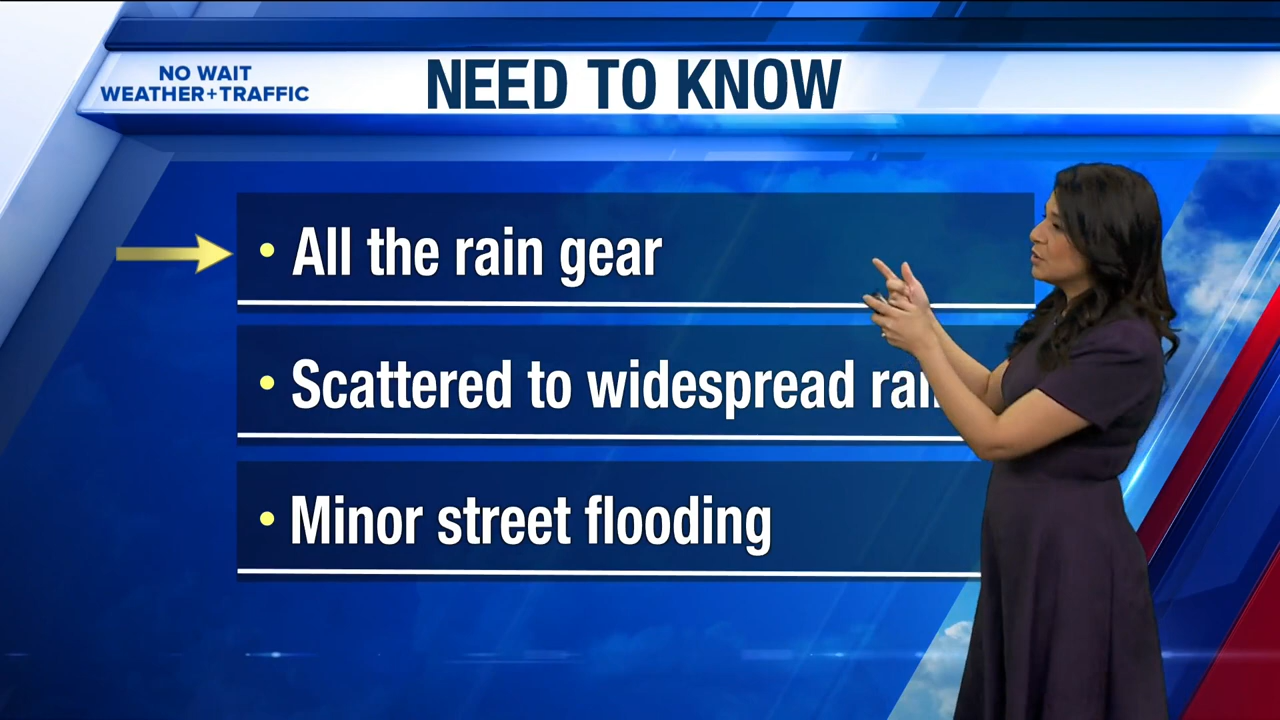 NO WAIT
WEATHER+TRAFFIC
NEED TO KNOW
• All the rain gear
• Scattered to widespread
• Minor street flooding